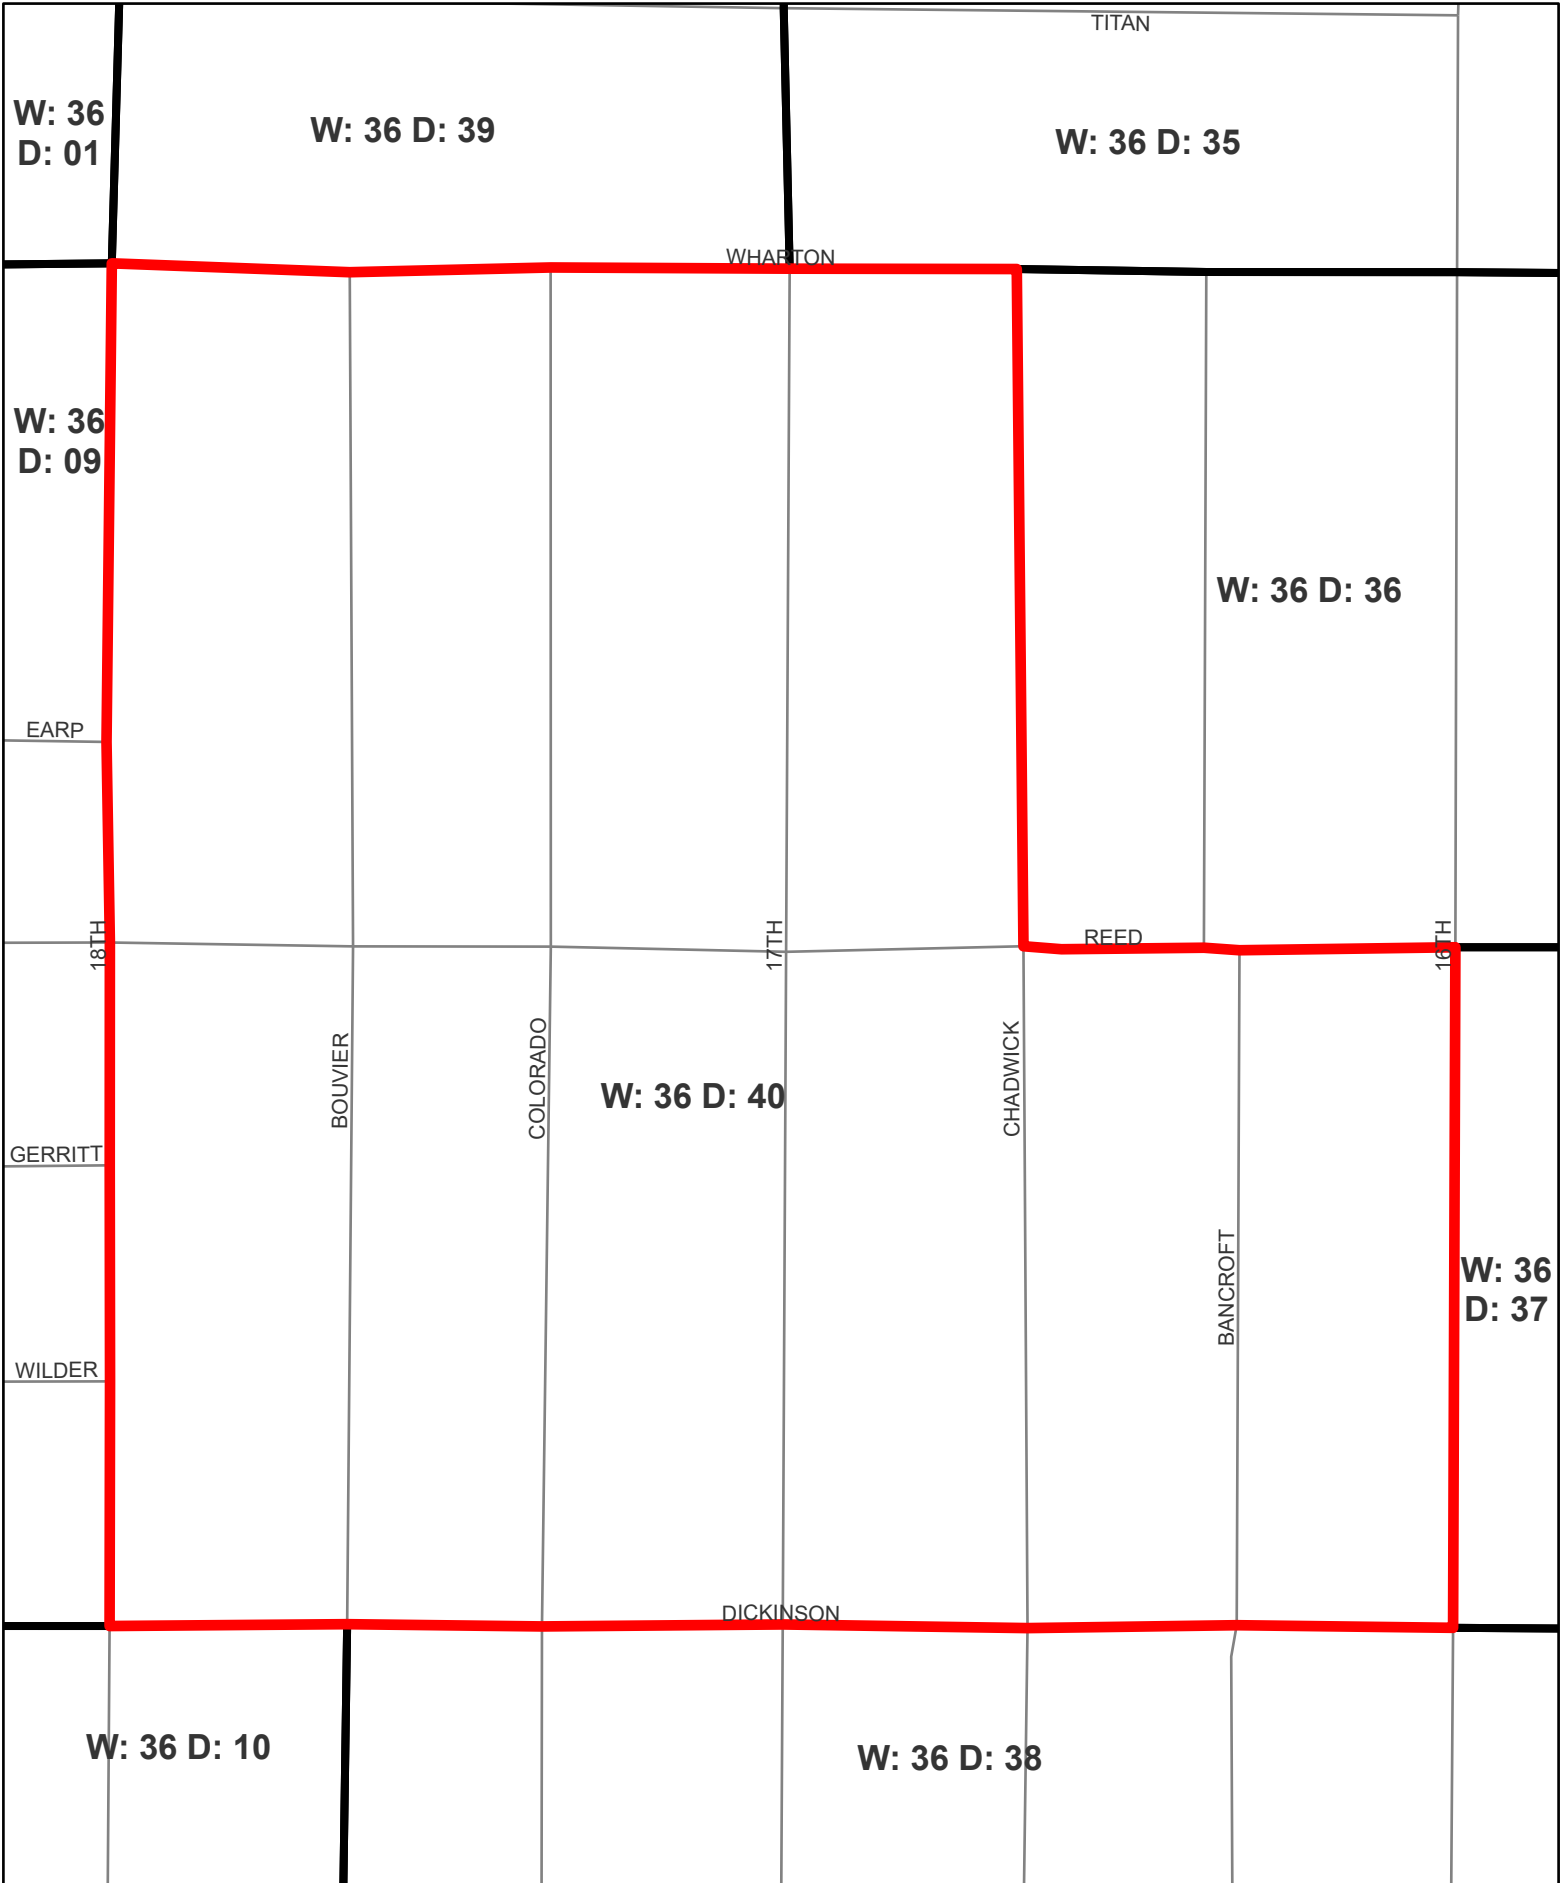 TITAN
W: 36
D: 01
W: 36 D: 39
W: 36 D: 35
WHARTON
W: 36
D: 09
W: 36 D: 36
EARP
18TH
17TH
REED
16TH
BOUVIER
COLORADO
W: 36 D: 40
CHADWICK
GERRITT
BANCROFT
W: 36
D: 37
WILDER
DICKINSON
W: 36 D: 10
W: 36 D: 38